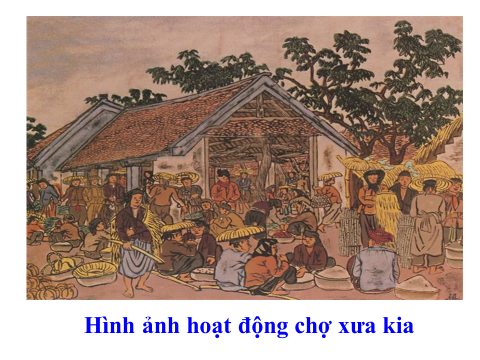 Hình ảnh hoạt động chợ xưa kia